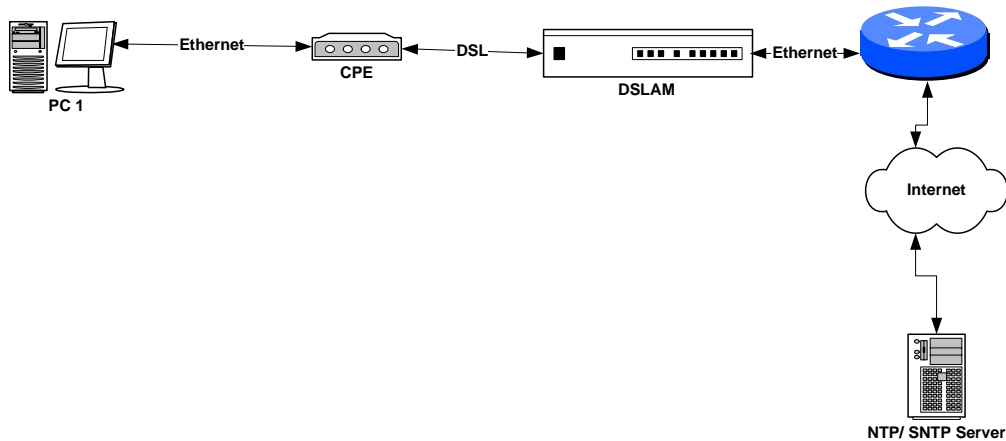 Ethernet
DSL
Ethernet
PC 1
CPE
DSLAM
Internet
NTP/ SNTP Server